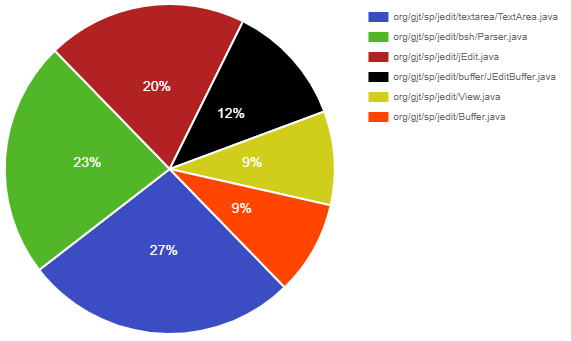 20%
12%
23%
9%
9%
27%
org/gjt/sp/jedit/textarea/TextArea.java
org/gjt/sp/jedit/bsh/Parser.java
org/gjt/sp/jedit/jEdit.java
org/gjt/sp/jedit/buffer/JEditBuffer.java
org/gjt/sp/jedit/View.java
org/gjt/sp/jedit/Buffer.java